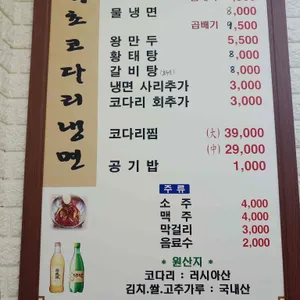 속초코다리냉면
물냉면 8,000
곱배기 9,500
왕만두 5,500
황태탕 8,000
갈비탕 8,000
냉면 사리추가 3,000
코다리 회추가 3,000
코다리찜 (大) 39,000
(中) 29,000
공기밥 1,000
주류
소주 4,000
맥주 4,000
막걸리 3,000
음료수 2,000
* 원산지 *
코다리 : 러시아산
김치.쌀.고추가루 : 국내산